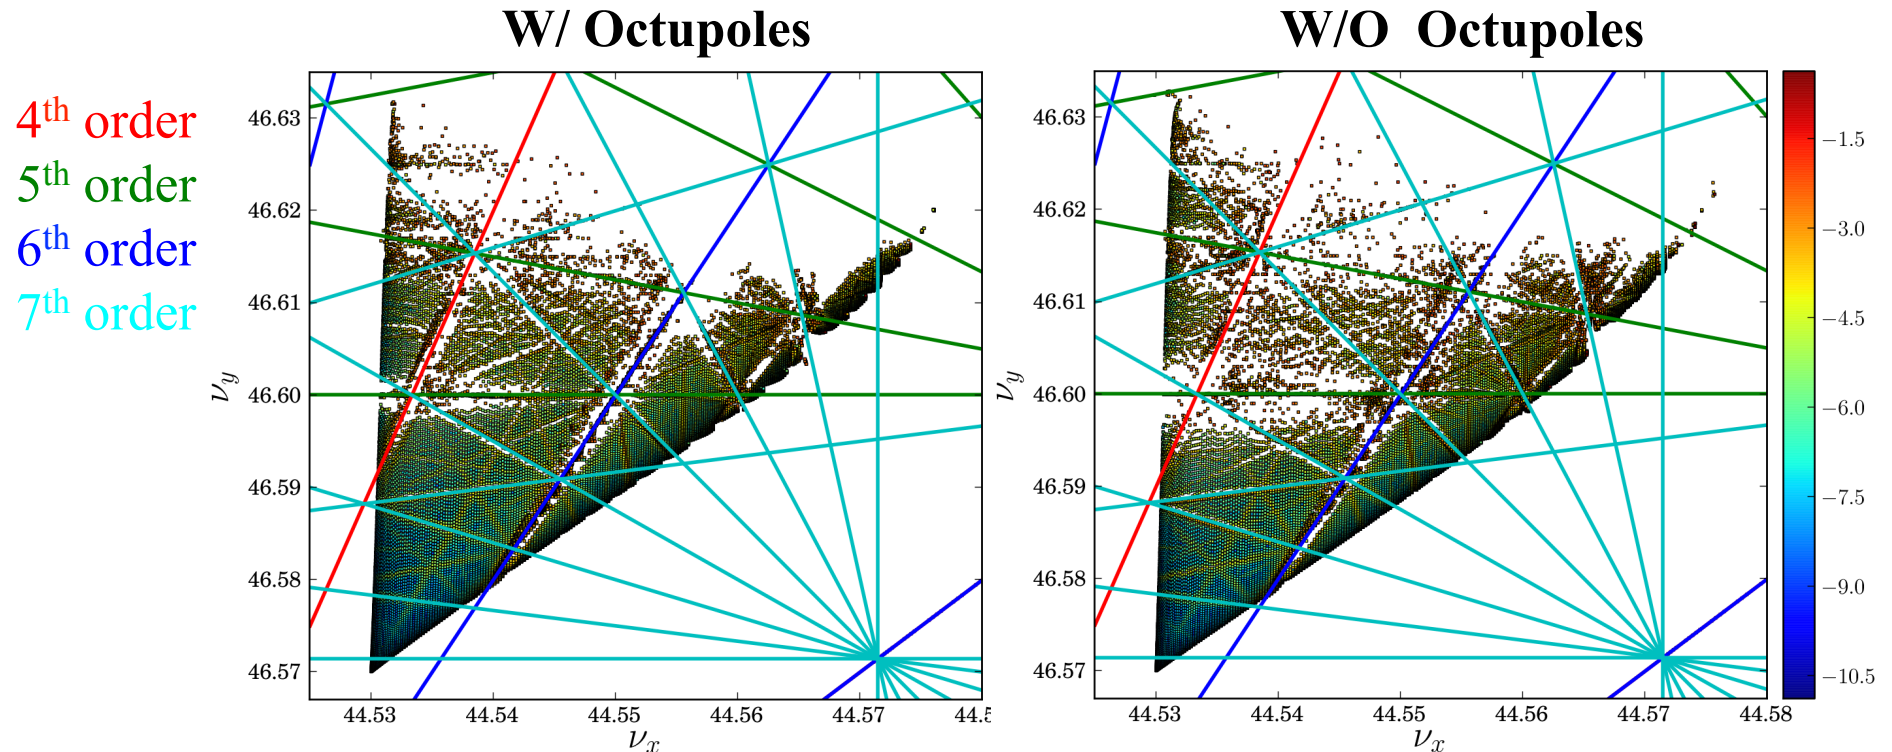 W/ Octupoles
W/O Octupoles
4th order
5th order
6th order
7th order
46.63
46.62
46.61
46.60
46.59
46.58
46.57
νy
44.53 44.54 44.55 44.56 44.57 44.5
νx
46.63
46.62
46.61
46.60
46.59
46.58
46.57
νy
44.53 44.54 44.55 44.56 44.57 44.58
νx
−1.5
−3.0
−4.5
−6.0
−7.5
−9.0
−10.5